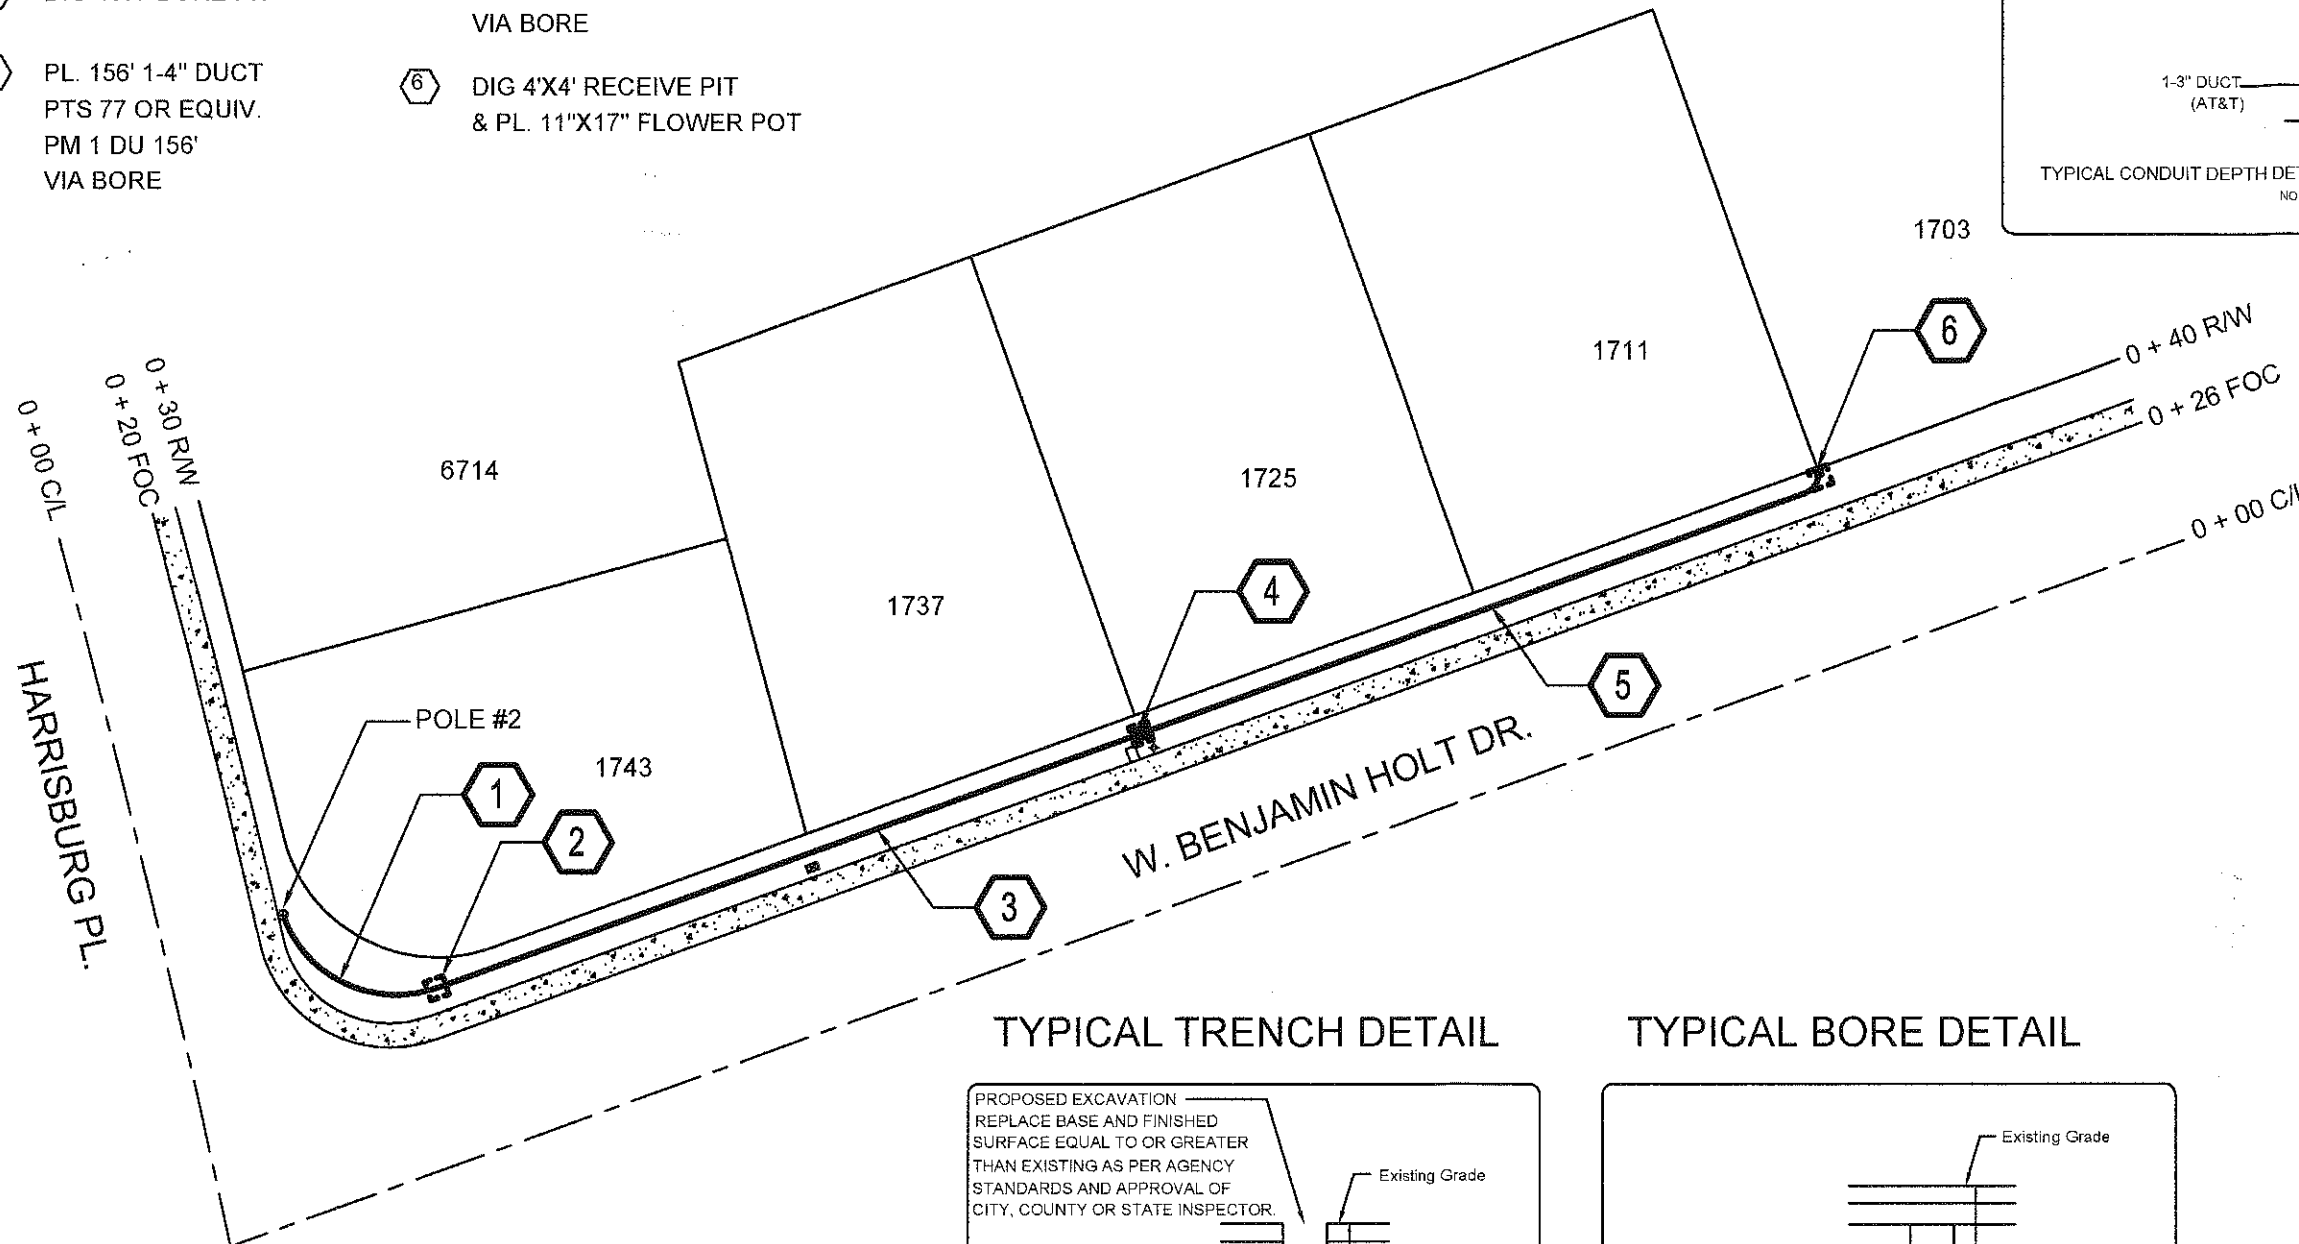 VIA BORE
PL. 156' 1-4" DUCT
PTS 77 OR EQUIV.
PM 1 DU 156'
VIA BORE
6
DIG 4'X4' RECEIVE PIT
& PL. 11"X17" FLOWER POT
1-3" DUCT
(AT&T)
TYPICAL CONDUIT DEPTH
NO
1703
6
0 + 40 R/W
0 + 26 FOC
0 + 00 C/L
1711
0 + 30 R/W
0 + 20 FOC
0 + 00 C/L
6714
1725
1737
4
5
HARRISBURG PL.
POLE #2
1743
1
2
3
W. BENJAMIN HOLT DR.
TYPICAL TRENCH DETAIL
TYPICAL BORE DETAIL
PROPOSED EXCAVATION
REPLACE BASE AND FINISHED
SURFACE EQUAL TO OR GREATER
THAN EXISTING AS PER AGENCY
STANDARDS AND APPROVAL OF
CITY, COUNTY OR STATE INSPECTOR.
Existing Grade
Existing Grade